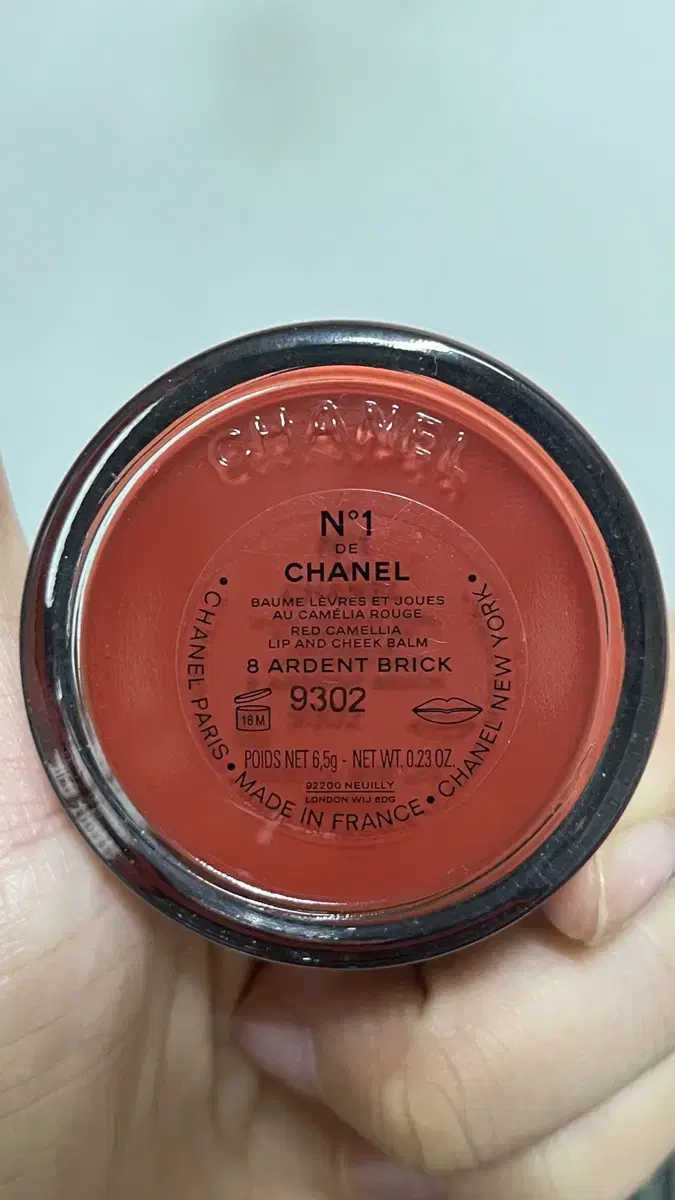 CHANEL
N°1
DE
CHANEL
BAUME LÈVRES ET JOUES
AU CAMÉLIA ROUGE
RED CAMELLIA
LIP AND CHEEK BALM
8 ARDENT BRICK
9302
18M
POIDS NET 6,5g - NET WT. 0.23 OZ.
92200 NEUILLY
LONDON W1J 6DG
• CHANEL PARIS • MADE IN FRANCE • CHANEL NEW YORK •